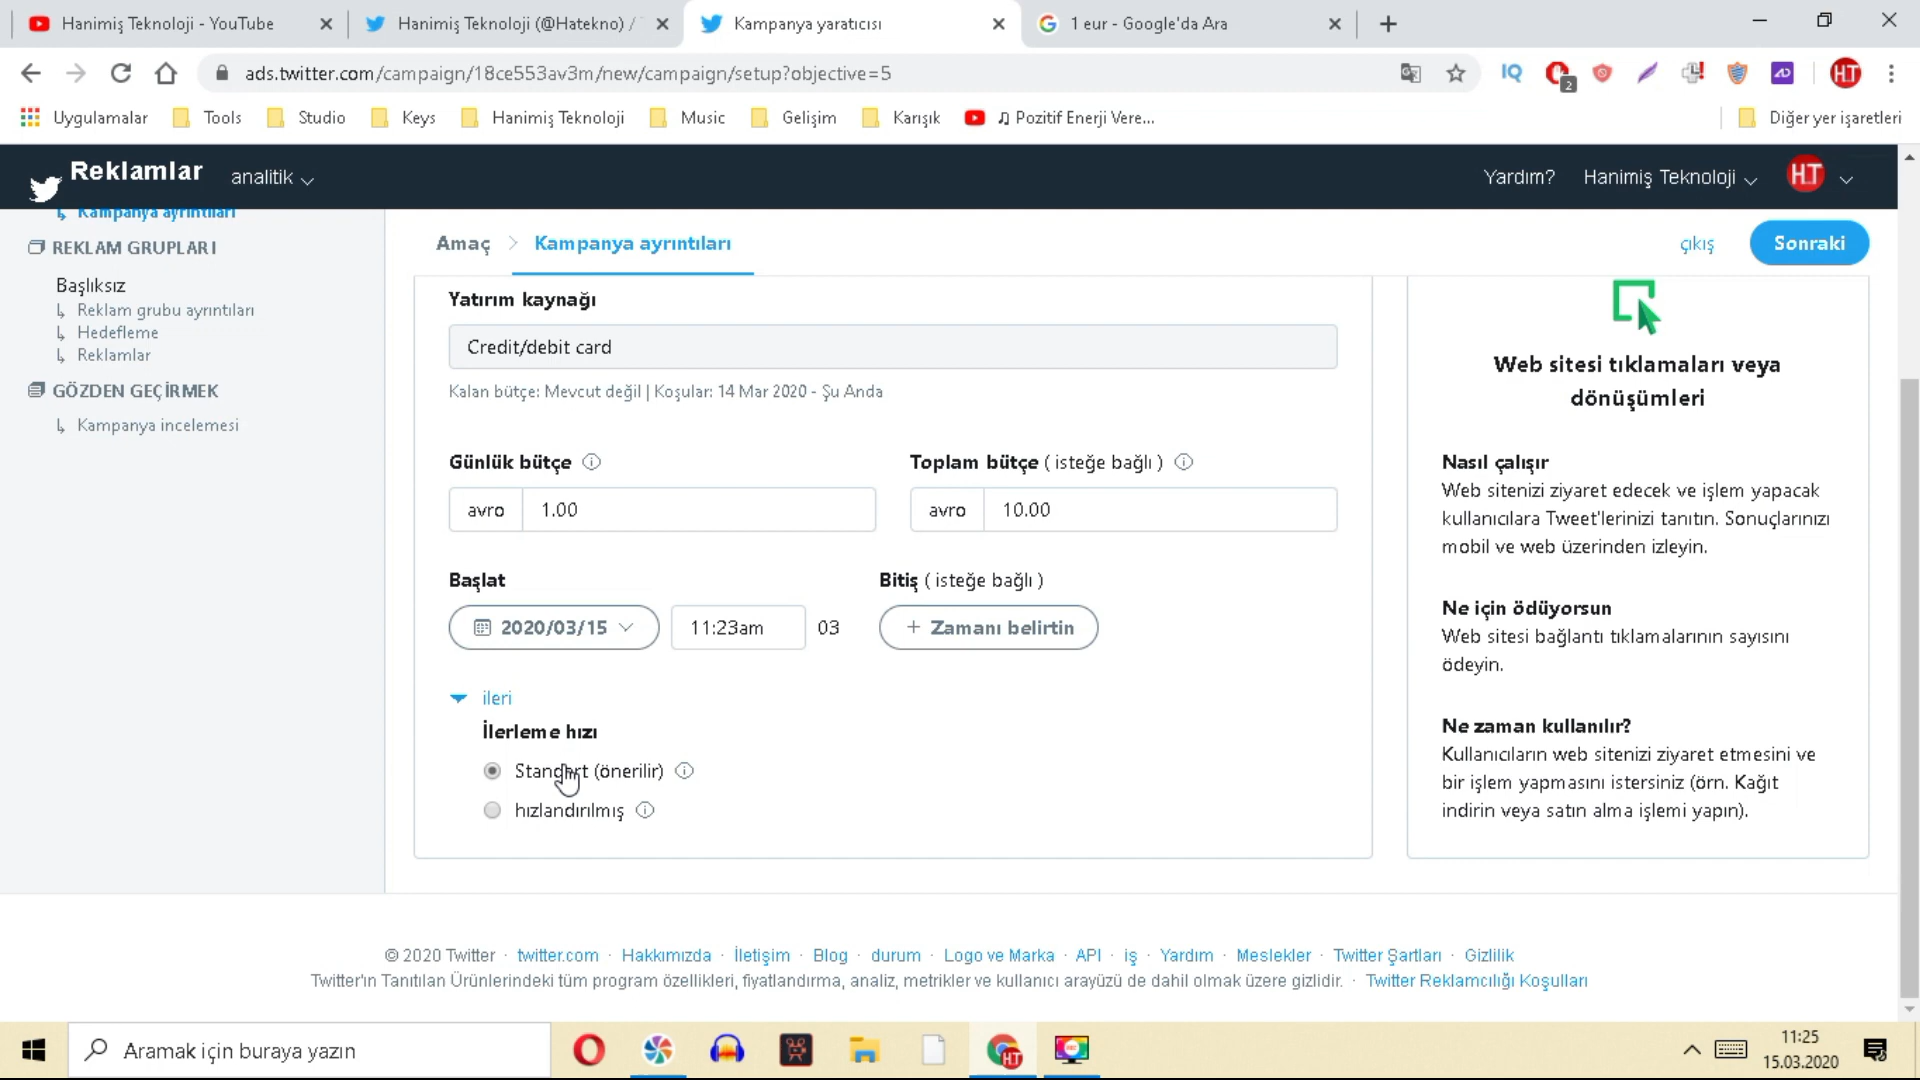 Hanimiş Teknoloji - YouTube
Hanimiş Teknoloji (@Hatekno) /
Kampanya yaratıcısı
1 eur - Google'da Ara
ads.twitter.com/campaign/18ce553av3m/new/campaign/setup?objective=5
Uygulamalar
Tools
Studio
Keys
Hanimiş Teknoloji
Music
Gelişim
Karışık
♫ Pozitif Enerji Vere...
Diğer yer işaretleri
Reklamlar
analitik
Yardım?
Hanimiş Teknoloji
HT
Kampanya ayrıntıları
REKLAM GRUPLARI
Başlıksız
Reklam grubu ayrıntıları
Hedefleme
Reklamlar
GÖZDEN GEÇİRMEK
Kampanya incelemesi
Amaç
Kampanya ayrıntıları
çıkış
Sonraki
Yatırım kaynağı
Credit/debit card
Kalan bütçe: Mevcut değil | Koşular: 14 Mar 2020 - Şu Anda
Günlük bütçe
Toplam bütçe ( isteğe bağlı )
avro 1.00
avro 10.00
Başlat
Bitiş ( isteğe bağlı )
2020/03/15
11:23am
03
+ Zamanı belirtin
ileri
İlerleme hızı
Standart (önerilir)
hızlandırılmış
Web sitesi tıklamaları veya
dönüşümleri
Nasıl çalışır
Web sitenizi ziyaret edecek ve işlem yapacak
kullanıcılara Tweet'lerinizi tanıtın. Sonuçlarınızı
mobil ve web üzerinden izleyin.
Ne için ödüyorsun
Web sitesi bağlantı tıklamalarının sayısını
ödeyin.
Ne zaman kullanılır?
Kullanıcıların web sitenizi ziyaret etmesini ve
bir işlem yapmasını istersiniz (örn. Kağıt
indirin veya satın alma işlemi yapın).
© 2020 Twitter · twitter.com · Hakkımızda · İletişim · Blog · durum · Logo ve Marka · API · iş · Yardım · Meslekler · Twitter Şartları · Gizlilik
Twitter'ın Tanıtılan Ürünlerindeki tüm program özellikleri, fiyatlandırma, analiz, metrikler ve kullanıcı arayüzü de dahil olmak üzere gizlidir. · Twitter Reklamcılığı Koşulları
Aramak için buraya yazın
11:25
15.03.2020